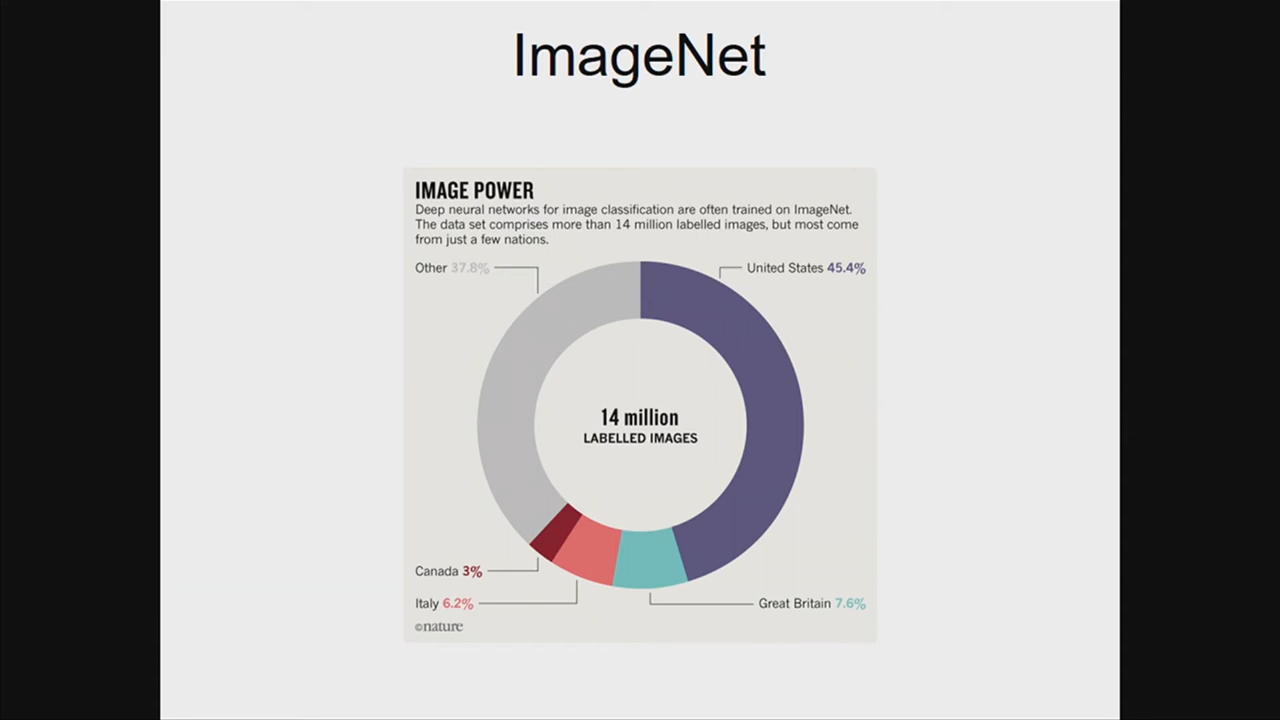 ImageNet
IMAGE POWER
Deep neural networks for image classification are often trained on ImageNet.
The data set comprises more than 14 million labelled images, but most come
from just a few nations.
Other 37.8%
United States 45.4%
14 million
LABELLED IMAGES
Canada 3%
Italy 6.2%
Great Britain 7.6%
©nature